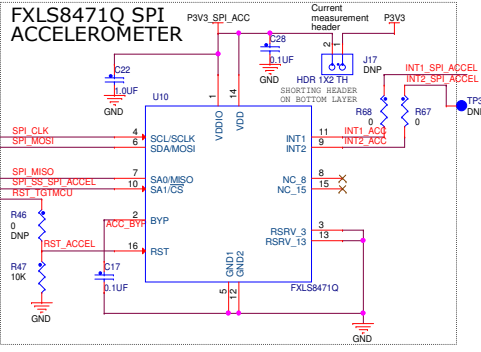 FXLS8471Q SPI
ACCELEROMETER
P3V3_SPI_ACC
Current
measurement
header
P3V3
C28
0.1UF
GND
2
1
HDR 1X2 TH
J17
DNP
SHORTING HEADER
ON BOTTOM LAYER
INT1_SPI_ACCEL
INT2_SPI_ACCEL
C22
1.0UF
GND
U10
1
14
VDDIO
VDD
R68
0
R67
0
DNP
SPI_CLK
4
SCL/SCLK
SPI_MOSI
6
SDA/MOSI
INT1
11
INT1_ACC
INT2
9
INT2_ACC
SPI_MISO
7
SA0/MISO
SPI_SS_SPI_ACCEL
10
SA1/CS
RST_TGTMCU
NC_8
8
NC_15
15
R46
0
DNP
2
BYP
ACC_BYP
RSRV_3
3
RSRV_13
13
RST_ACCEL
16
RST
R47
10K
C17
0.1UF
GND1
GND2
5
12
FXLS8471Q
GND
GND